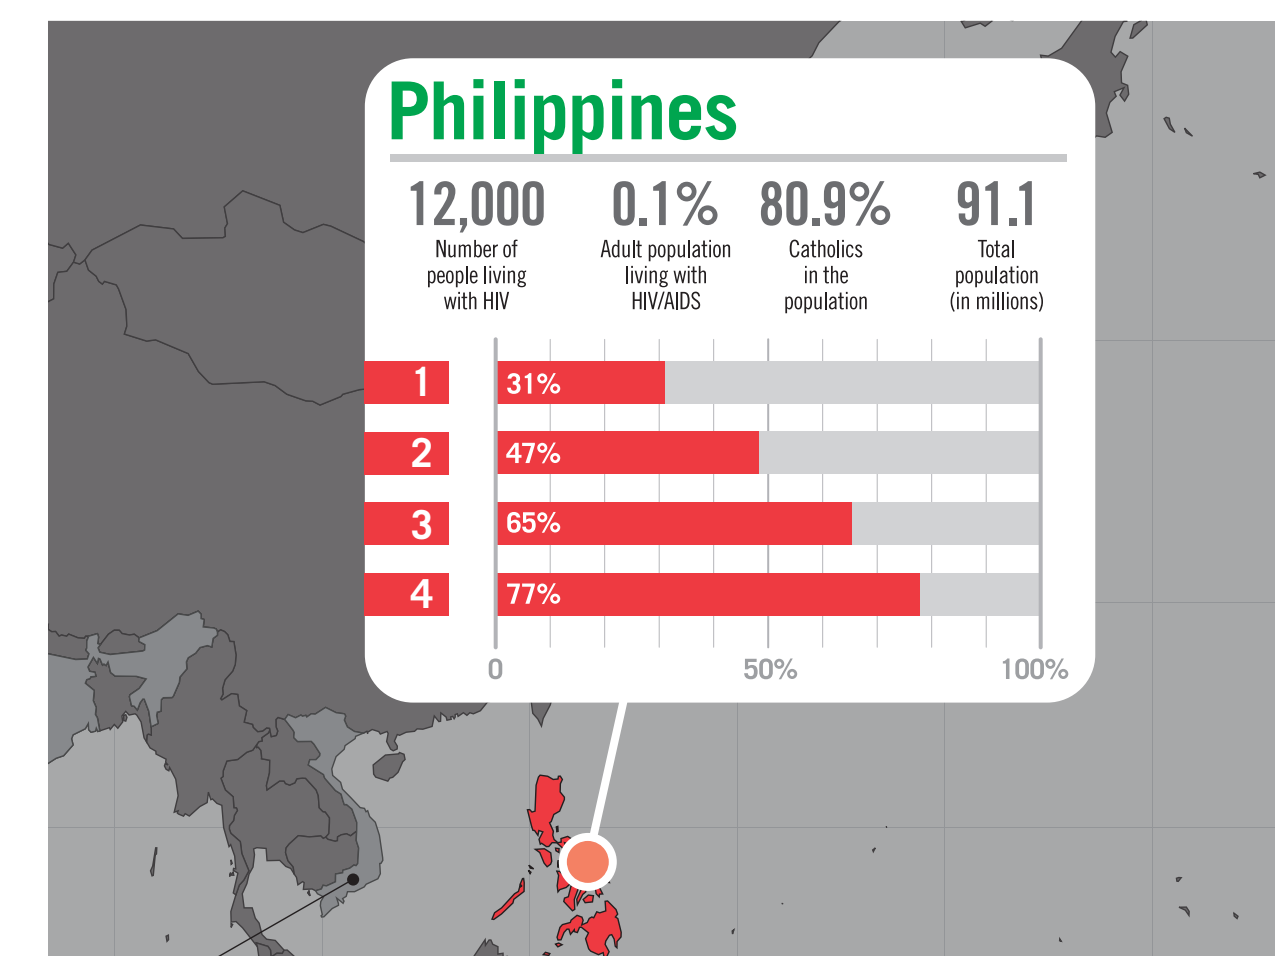 Philippines
12,000 0.1% 80.9% 91.1
Number of people living with HIV
Adult population living with HIV/AIDS
Catholics in the population
Total population (in millions)
1 31%
2 47%
3 65%
4 77%
0 50% 100%